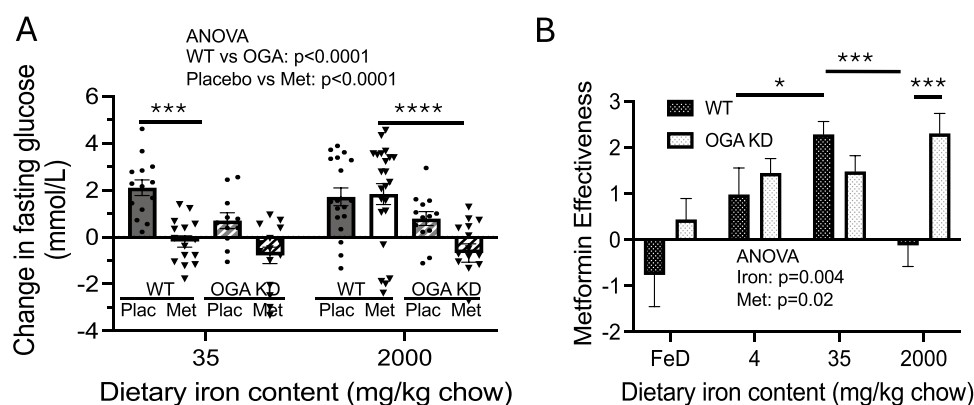 A
ANOVA
WT vs OGA: p<0.0001
Placebo vs Met: p<0.0001
Change in fasting glucose
(mmol/L)
6
4
2
0
-2
-4
***
****
WT
OGA KD
WT
OGA KD
Plac Met Plac Met Plac Met Plac Met
35
2000
Dietary iron content (mg/kg chow)
B
Metformin Effectiveness
3
2
1
0
-1
-2
*
***
***
WT
OGA KD
ANOVA
Iron: p=0.004
Met: p=0.02
FeD 4 35 2000
Dietary iron content (mg/kg chow)